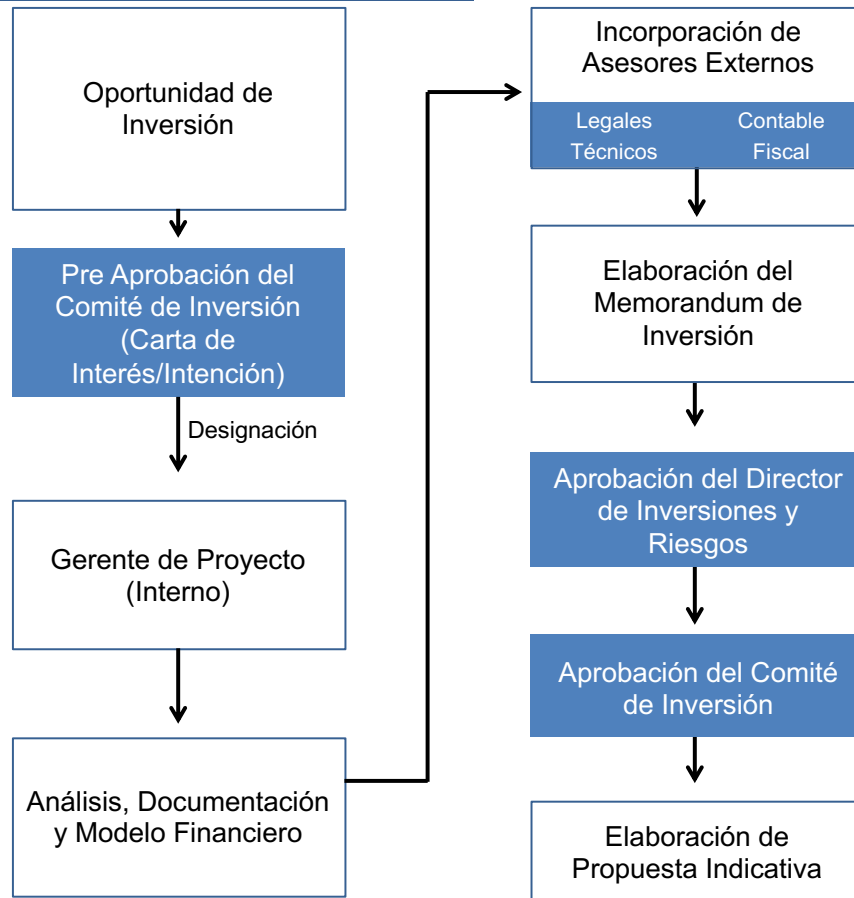 Oportunidad de
Inversión
Pre Aprobación del
Comité de Inversión
(Carta de
Interés/Intención)
Designación
Gerente de Proyecto
(Interno)
Análisis, Documentación
y Modelo Financiero
Incorporación de
Asesores Externos
Legales
Técnicos
Contable
Fiscal
Elaboración del
Memorandum de
Inversión
Aprobación del Director
de Inversiones y
Riesgos
Aprobación del Comité
de Inversión
Elaboración de
Propuesta Indicativa